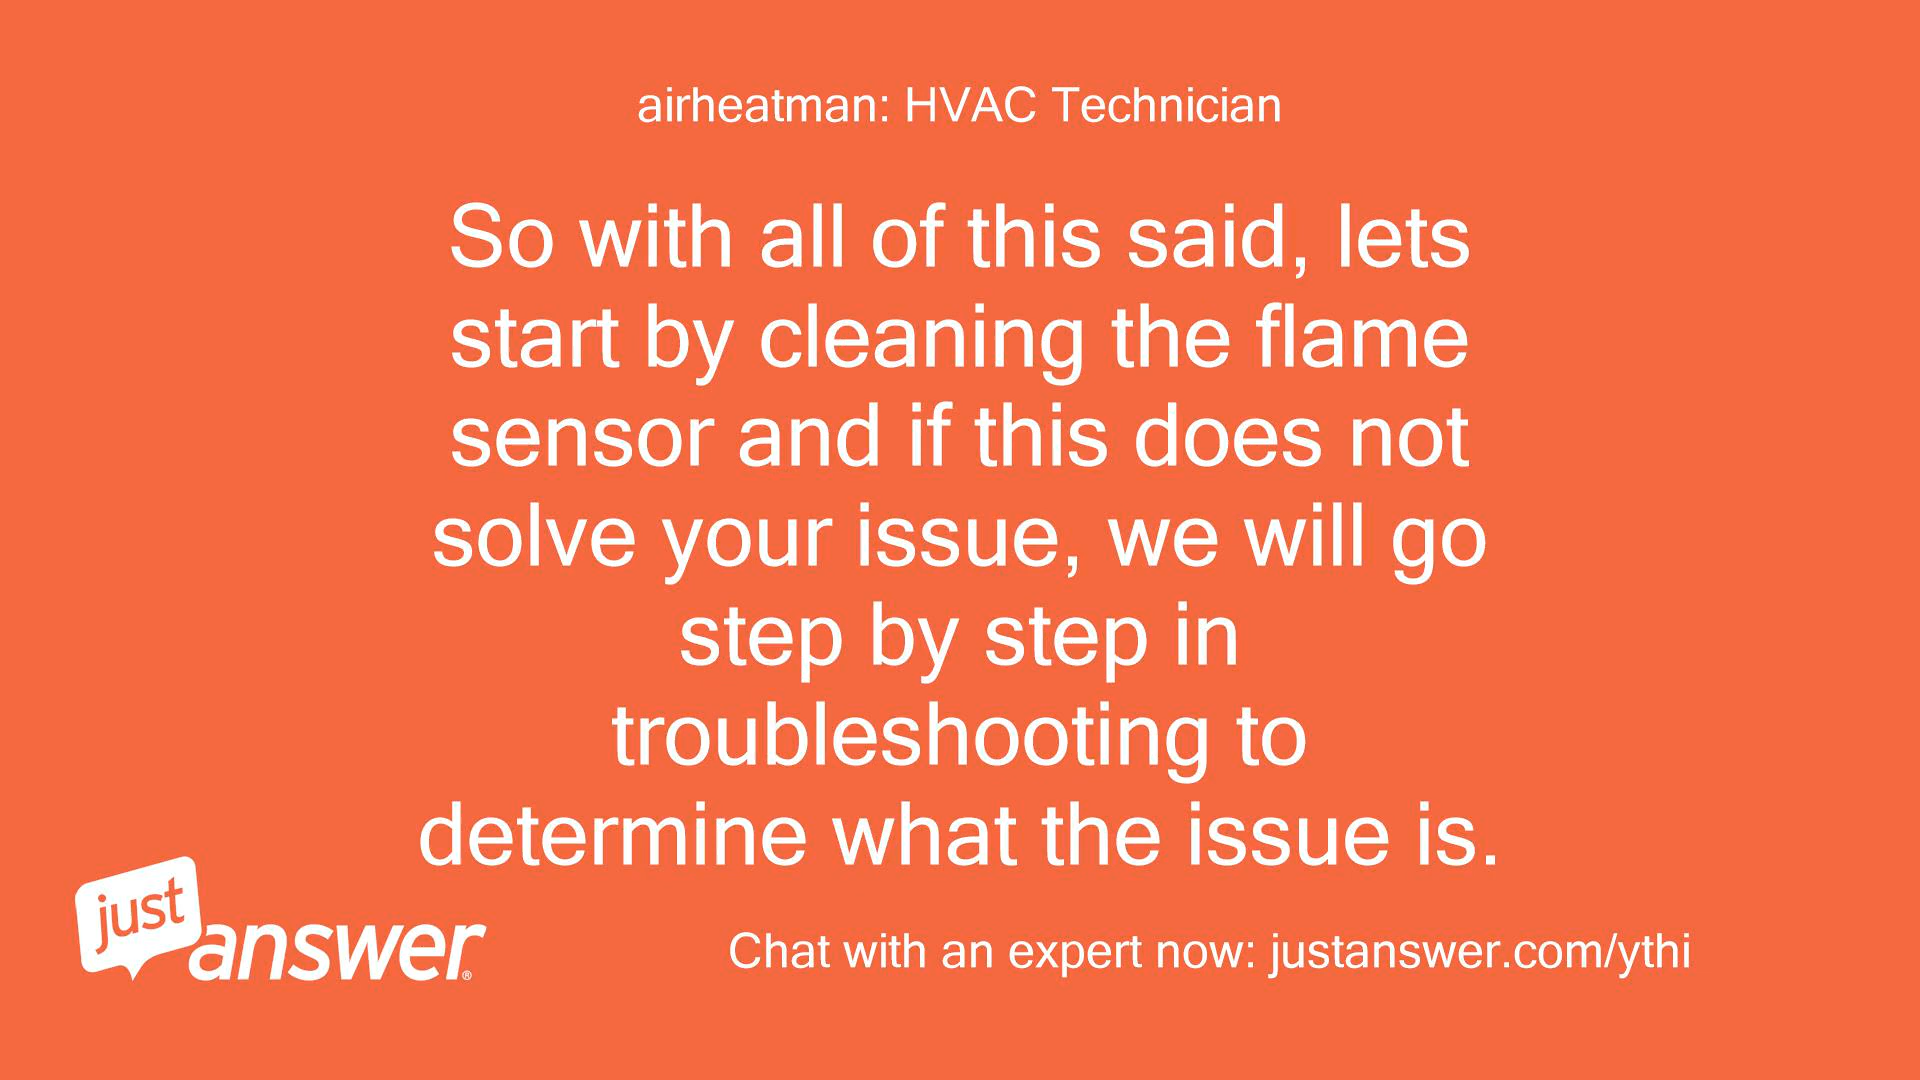 airheatman: HVAC Technician
So with all of this said, lets
start by cleaning the flame
sensor and if this does not
solve your issue, we will go
step by step in
troubleshooting to
determine what the issue is.
just
answer®
Chat with an expert now: justanswer.com/ythi